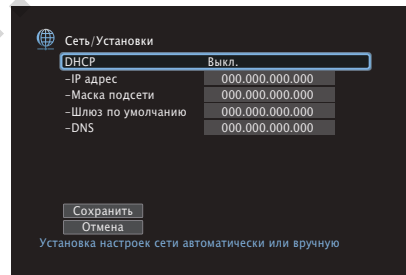 Сеть/Установки
DHCP Выкл.
-IP адрес 000.000.000.000
-Маска подсети 000.000.000.000
-Шлюз по умолчанию 000.000.000.000
-DNS 000.000.000.000
Сохранить
Отмена
Установка настроек сети автоматически или вручную